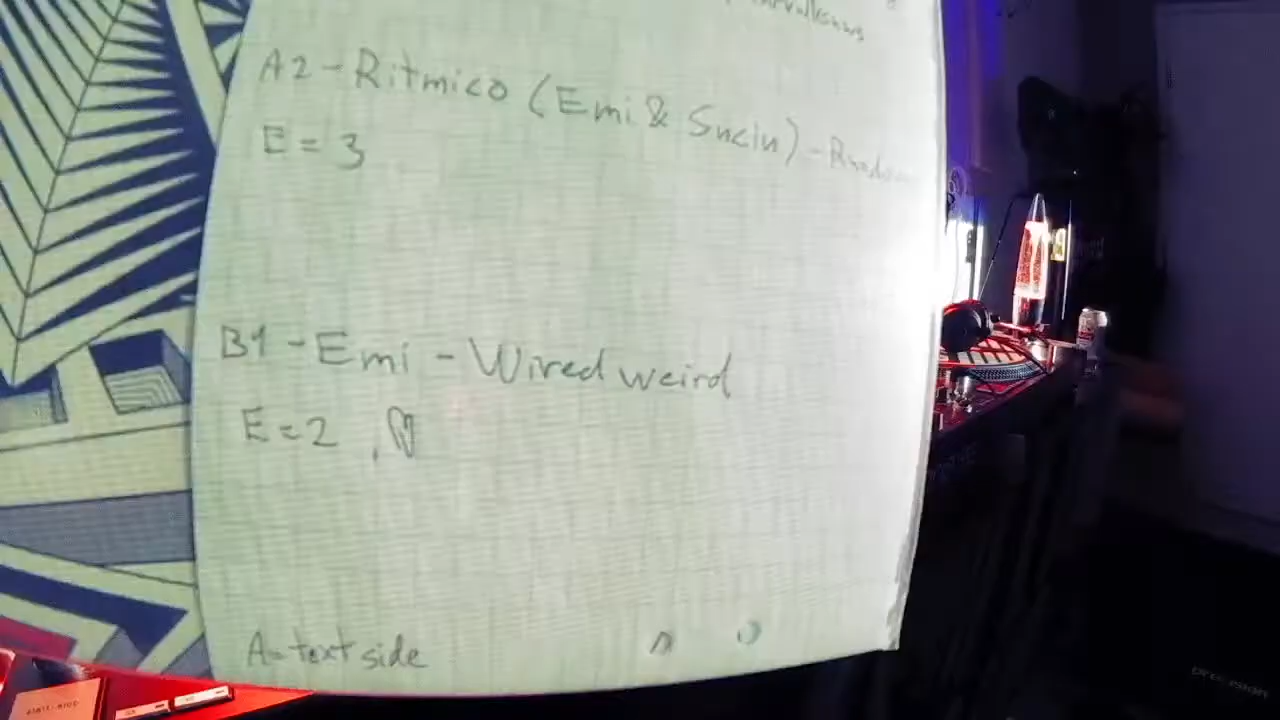 A2 - Ritmico (Emi & Suciu) -
E = 3
B1 - Emi - Wired weird
E = 2
A = text side